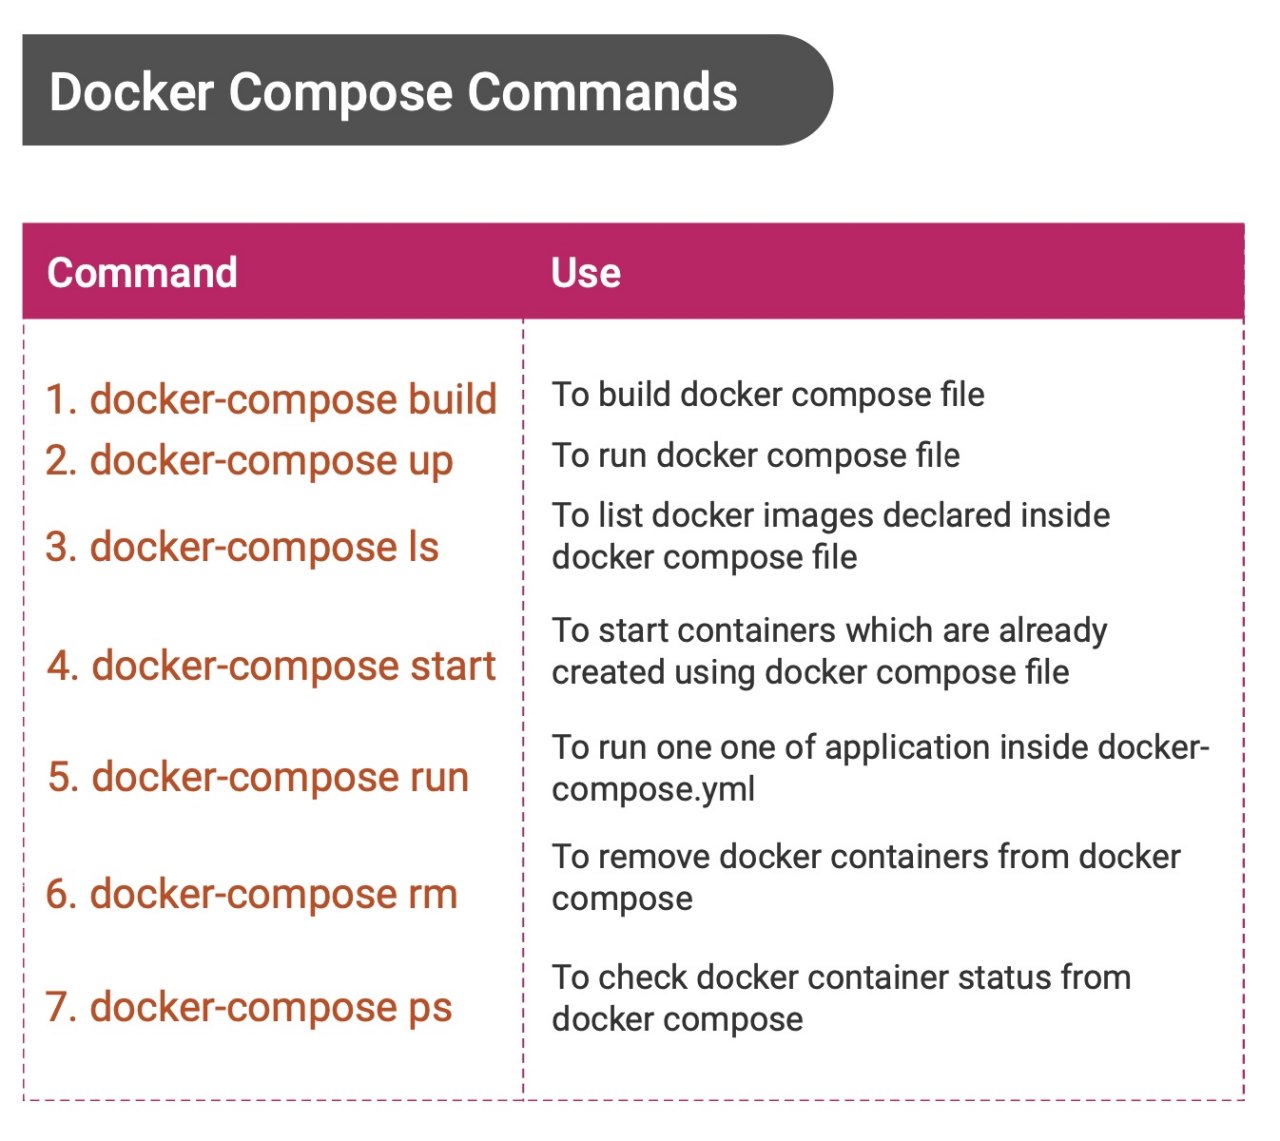 Docker Compose Commands
Command
Use
1. docker-compose build
To build docker compose file
2. docker-compose up
To run docker compose file
3. docker-compose ls
To list docker images declared inside
docker compose file
4. docker-compose start
To start containers which are already
created using docker compose file
5. docker-compose run
To run one one of application inside docker-
compose.yml
6. docker-compose rm
To remove docker containers from docker
compose
7. docker-compose ps
To check docker container status from
docker compose